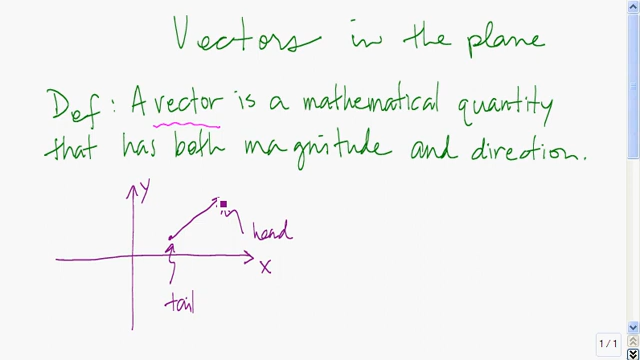 Vectors in the plane
Def: A vector is a mathematical quantity
that has both magnitude and direction.
y
head
x
tail
1/1